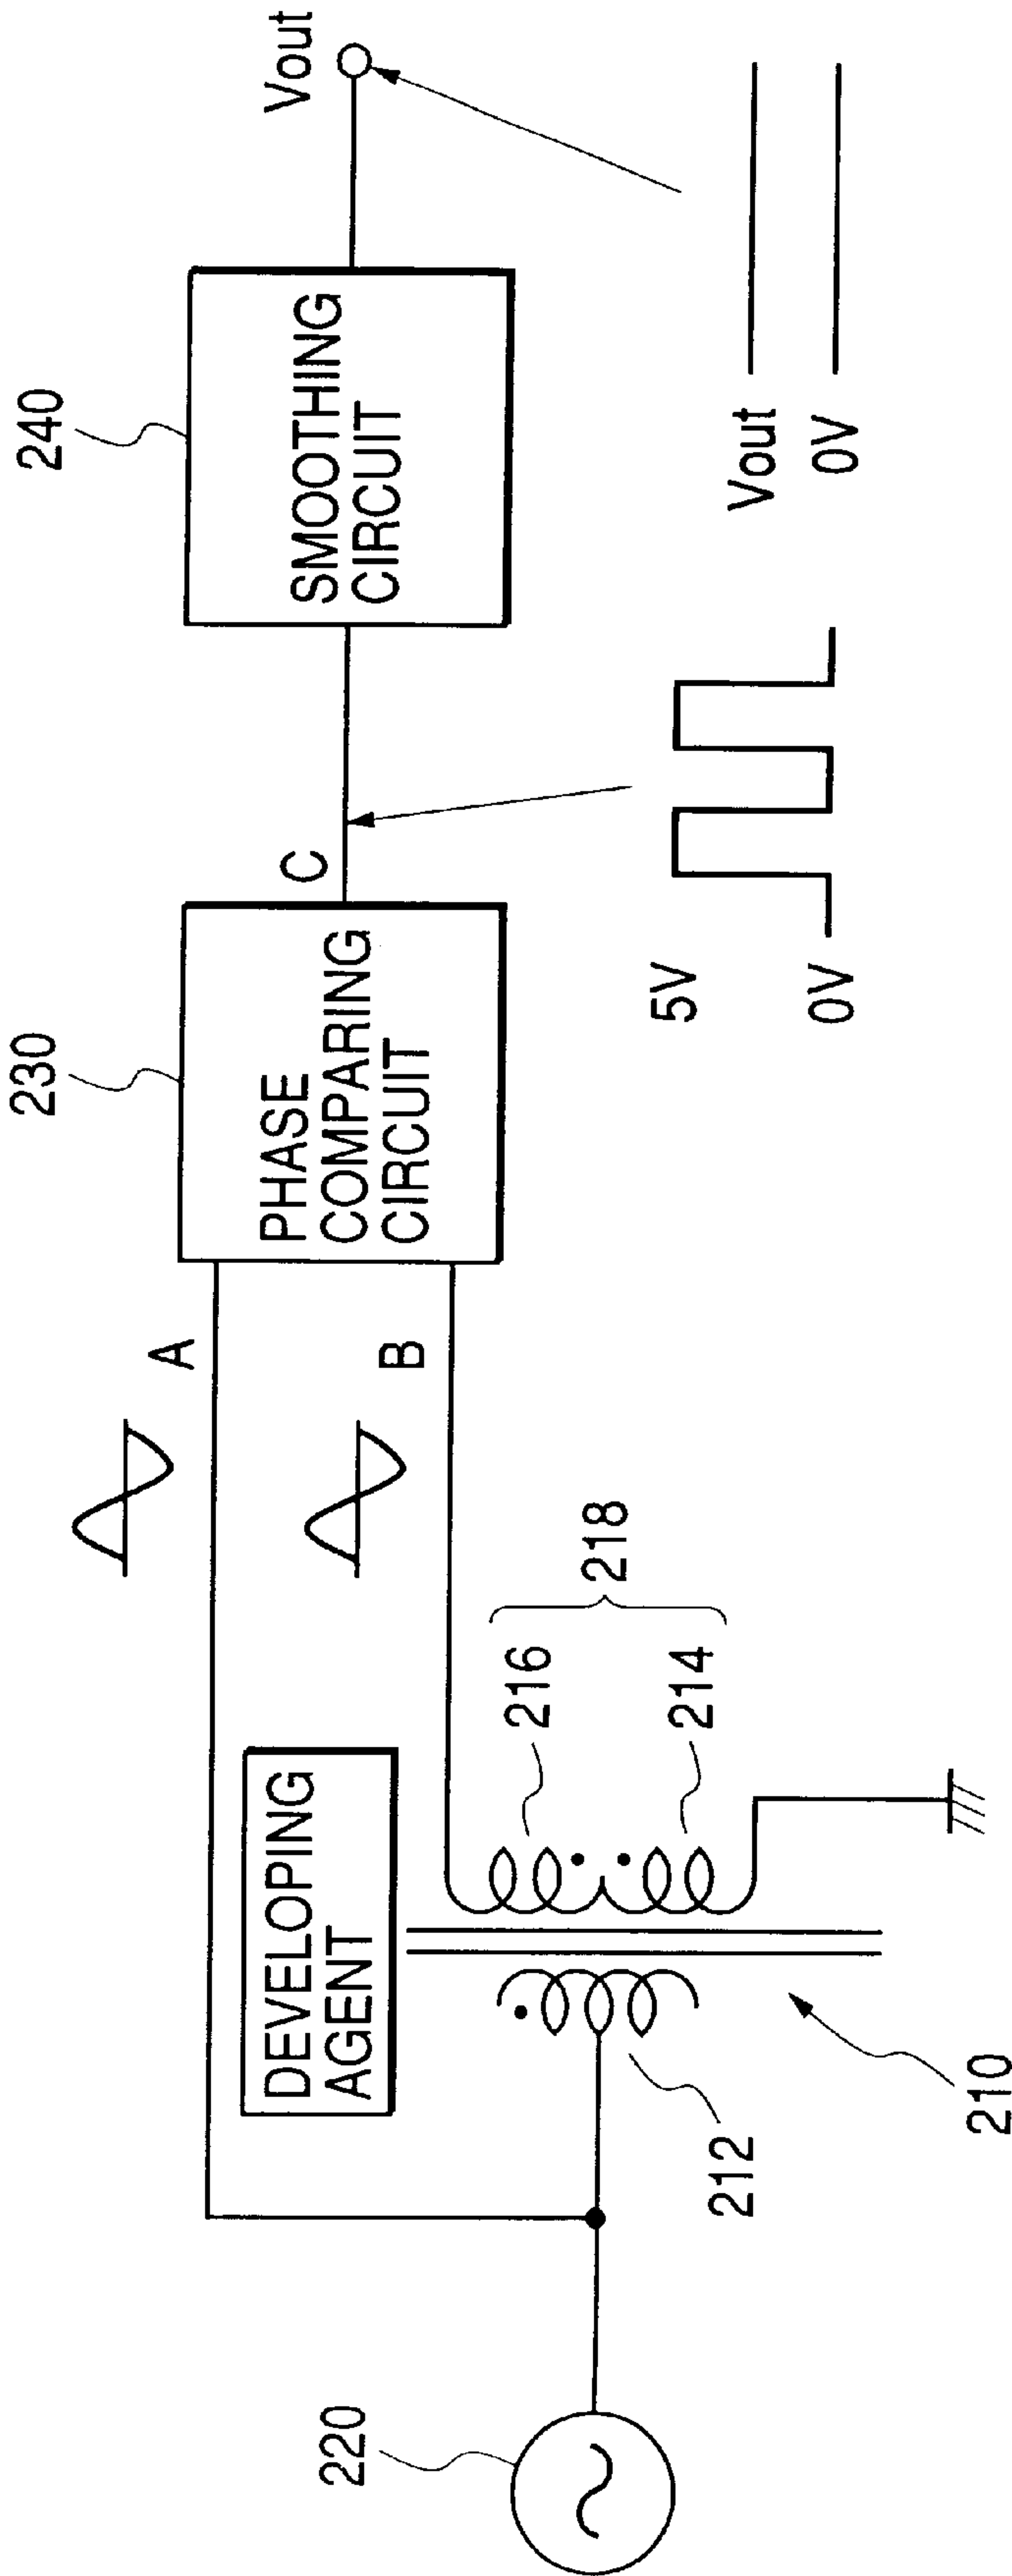 220
212
210
DEVELOPING
AGENT
216
214
218
A
B
230
PHASE
COMPARING
CIRCUIT
C
5V
0V
240
SMOOTHING
CIRCUIT
Vout
Vout
0V